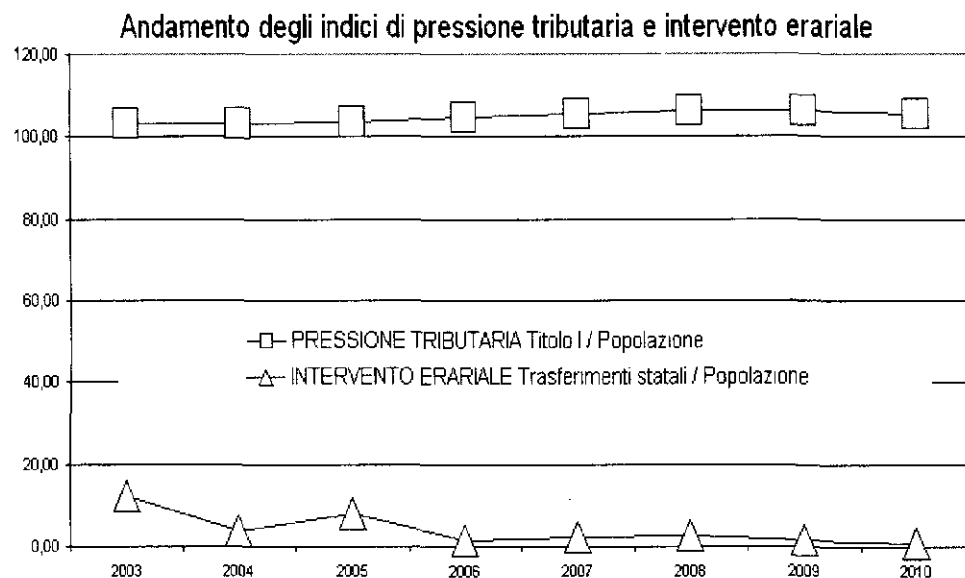 Andamento degli indici di pressione tributaria e intervento erariale
120,00
100,00
80,00
60,00
PRESSIONE TRIBUTARIA Titolo I / Popolazione
INTERVENTO ERARIALE Trasferimenti statali / Popolazione
40,00
20,00
0,00
2003 2004 2005 2006 2007 2008 2009 2010